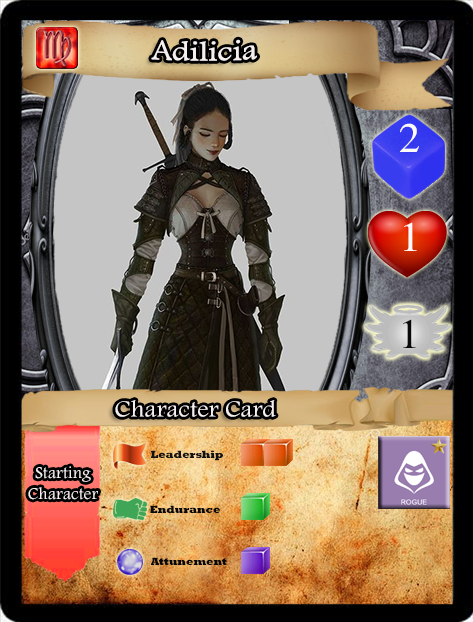 Adilicia
2
1
1
Character Card
Starting
Character
Leadership
Endurance
Attunement
ROGUE